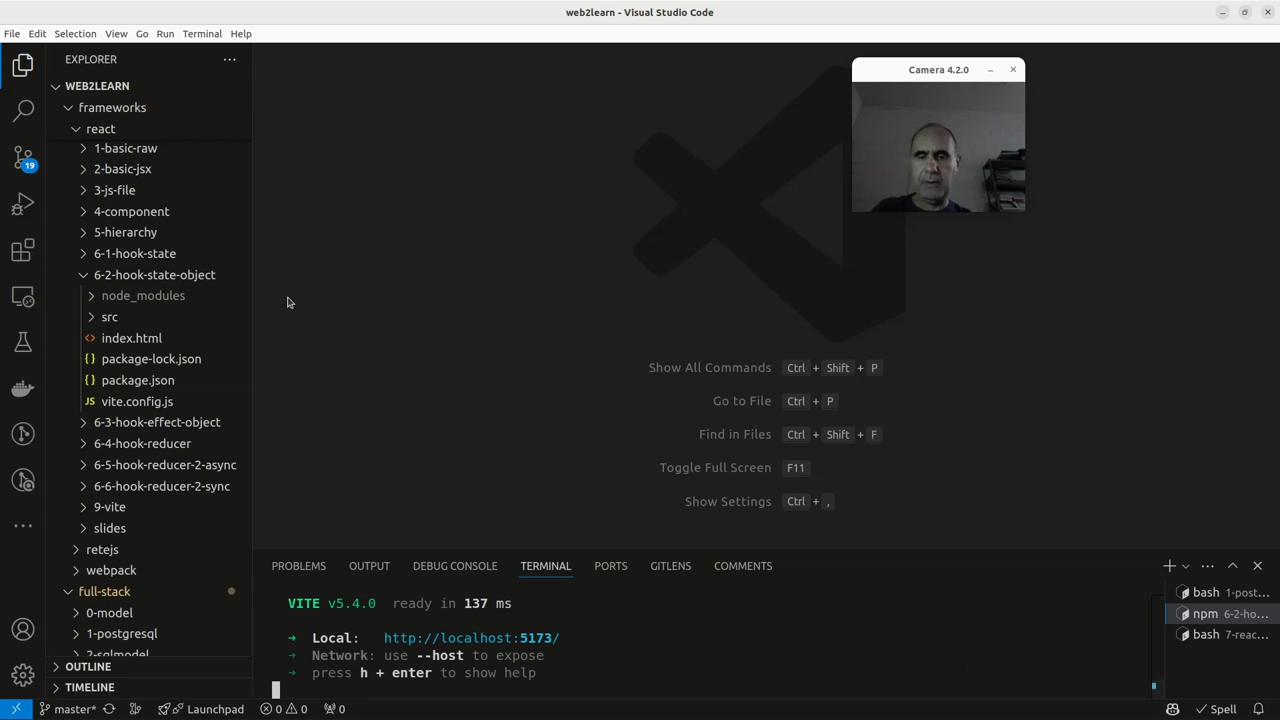 web2learn - Visual Studio Code
File Edit Selection View Go Run Terminal Help
EXPLORER
WEB2LEARN
frameworks
react
1-basic-raw
2-basic-jsx
3-js-file
4-component
5-hierarchy
6-1-hook-state
6-2-hook-state-object
node_modules
src
index.html
package-lock.json
package.json
vite.config.js
6-3-hook-effect-object
6-4-hook-reducer
6-5-hook-reducer-2-async
6-6-hook-reducer-2-sync
9-vite
slides
retejs
webpack
full-stack
0-model
1-postgresql
2-sqlmodel
OUTLINE
TIMELINE
19
Camera 4.2.0
Show All Commands Ctrl + Shift + P
Go to File Ctrl + P
Find in Files Ctrl + Shift + F
Toggle Full Screen F11
Show Settings Ctrl + ,
PROBLEMS OUTPUT DEBUG CONSOLE TERMINAL PORTS GITLENS COMMENTS
VITE v5.4.0 ready in 137 ms
➜ Local: http://localhost:5173/
➜ Network: use --host to expose
➜ press h + enter to show help
bash 1-post...
npm 6-2-ho...
bash 7-reac...
master* Launchpad 0 0 0 Spell